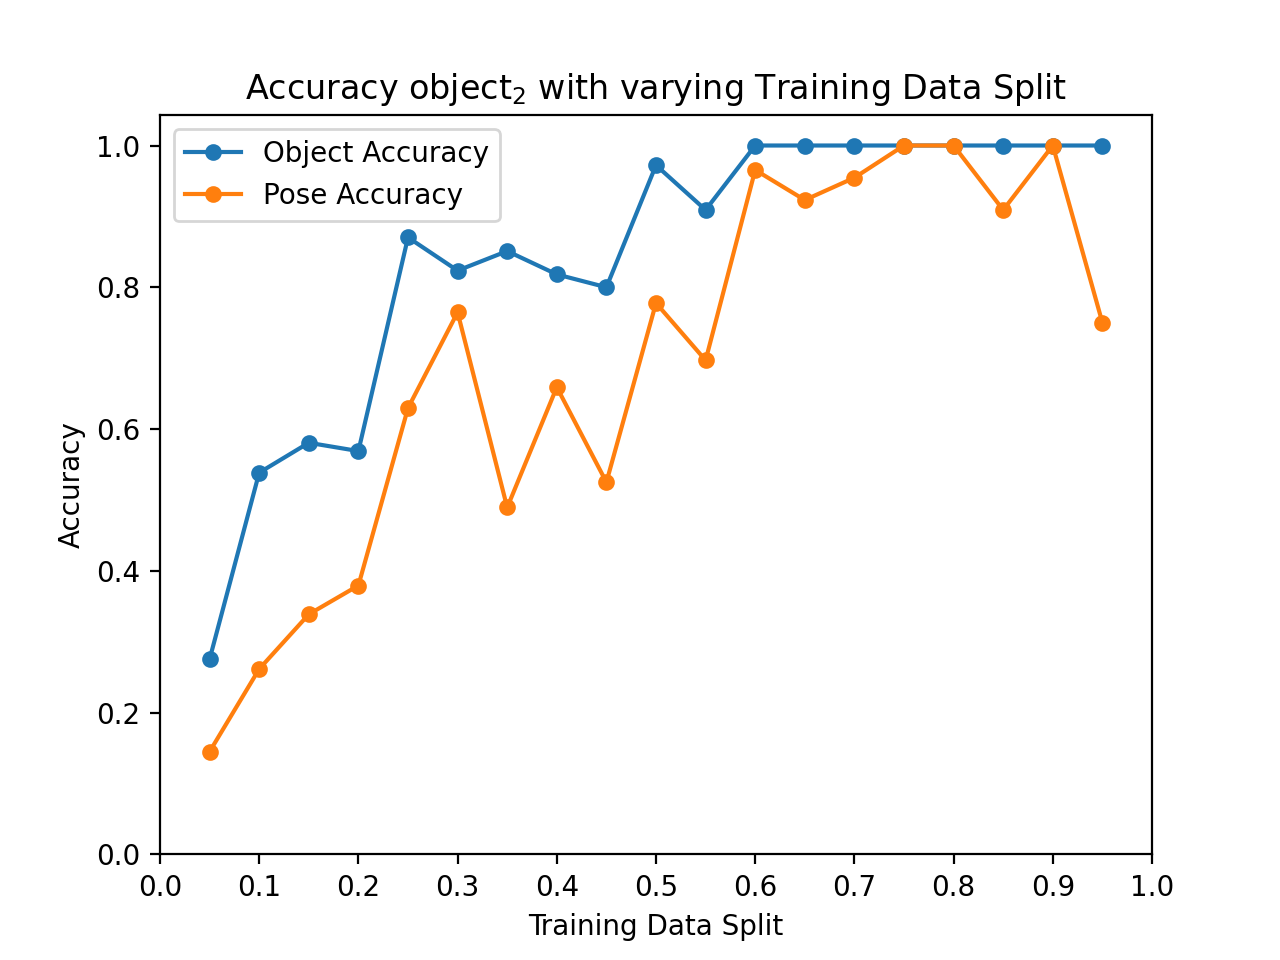 Accuracy object₂ with varying Training Data Split
Object Accuracy
Pose Accuracy
1.0
0.8
0.6
0.4
0.2
0.0
Accuracy
0.0 0.1 0.2 0.3 0.4 0.5 0.6 0.7 0.8 0.9 1.0
Training Data Split